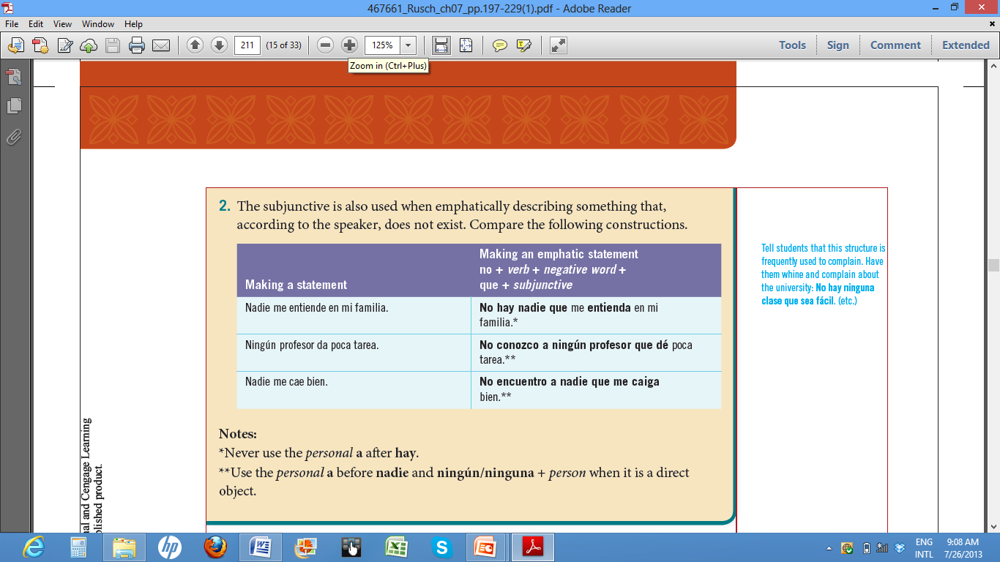 467661_Rusch_ch07_pp.197-229(1).pdf - Adobe Reader
File Edit View Window Help
211 (15 of 33) 125% Tools Sign Comment Extended
Zoom in (Ctrl+Plus)
2. The subjunctive is also used when emphatically describing something that,
according to the speaker, does not exist. Compare the following constructions.
Making a statement
Making an emphatic statement
no + verb + negative word +
que + subjunctive
Nadie me entiende en mi familia.
No hay nadie que me entienda en mi
familia.*
Ningún profesor da poca tarea.
No conozco a ningún profesor que dé poca
tarea.**
Nadie me cae bien.
No encuentro a nadie que me caiga
bien.**
Notes:
*Never use the personal a after hay.
**Use the personal a before nadie and ningún/ninguna + person when it is a direct
object.
Tell students that this structure is
frequently used to complain. Have
them whine and complain about
the university: No hay ninguna
clase que sea fácil. (etc.)
al and Cengage Learning
lished product.
hp
ENG
INTL
9:08 AM
7/26/2013